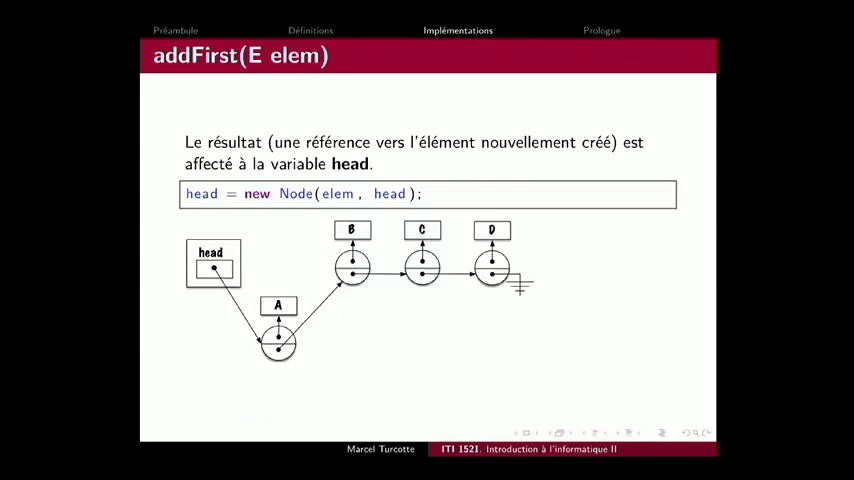 Préambule Définitions Implémentations Prologue
addFirst(E elem)
Le résultat (une référence vers l'élément nouvellement créé) est
affecté à la variable head.
head = new Node(elem, head);
B C D
head
A
Marcel Turcotte ITI 1521. Introduction à l'informatique II